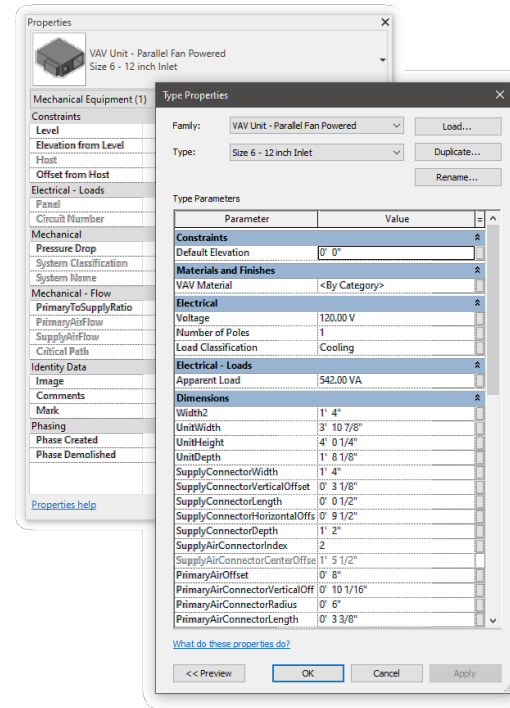 Properties
VAV Unit - Parallel Fan Powered
Size 6 - 12 inch Inlet
Mechanical Equipment (1)
Constraints
Level
Elevation from Level
Host
Offset from Host
Electrical - Loads
Panel
Circuit Number
Mechanical
Pressure Drop
System Classification
System Name
Mechanical - Flow
PrimaryToSupplyRatio
PrimaryAirFlow
SupplyAirFlow
Critical Path
Identity Data
Image
Comments
Mark
Phasing
Phase Created
Phase Demolished
Properties help
Type Properties
Family: VAV Unit - Parallel Fan Powered Load...
Type: Size 6 - 12 inch Inlet Duplicate...
Rename...
Type Parameters
Parameter Value =
Constraints
Default Elevation 0' 0"
Materials and Finishes
VAV Material <By Category>
Electrical
Voltage 120.00 V
Number of Poles 1
Load Classification Cooling
Electrical - Loads
Apparent Load 542.00 VA
Dimensions
Width2 1' 4"
UnitWidth 3' 10 7/8"
UnitHeight 4' 0 1/4"
UnitDepth 1' 8 1/8"
SupplyConnectorWidth 1' 4"
SupplyConnectorVerticalOffset 0' 3 1/8"
SupplyConnectorLength 0' 0 1/2"
SupplyConnectorHorizontalOffs 0' 9 1/2"
SupplyConnectorDepth 1' 2"
SupplyAirConnectorIndex 2
SupplyAirConnectorCenterOffse 1' 5 1/2"
PrimaryAirOffset 0' 8"
PrimaryAirConnectorVerticalOff 0' 10 1/16"
PrimaryAirConnectorRadius 0' 6"
PrimaryAirConnectorLength 0' 3 3/8"
What do these properties do?
<< Preview OK Cancel Apply